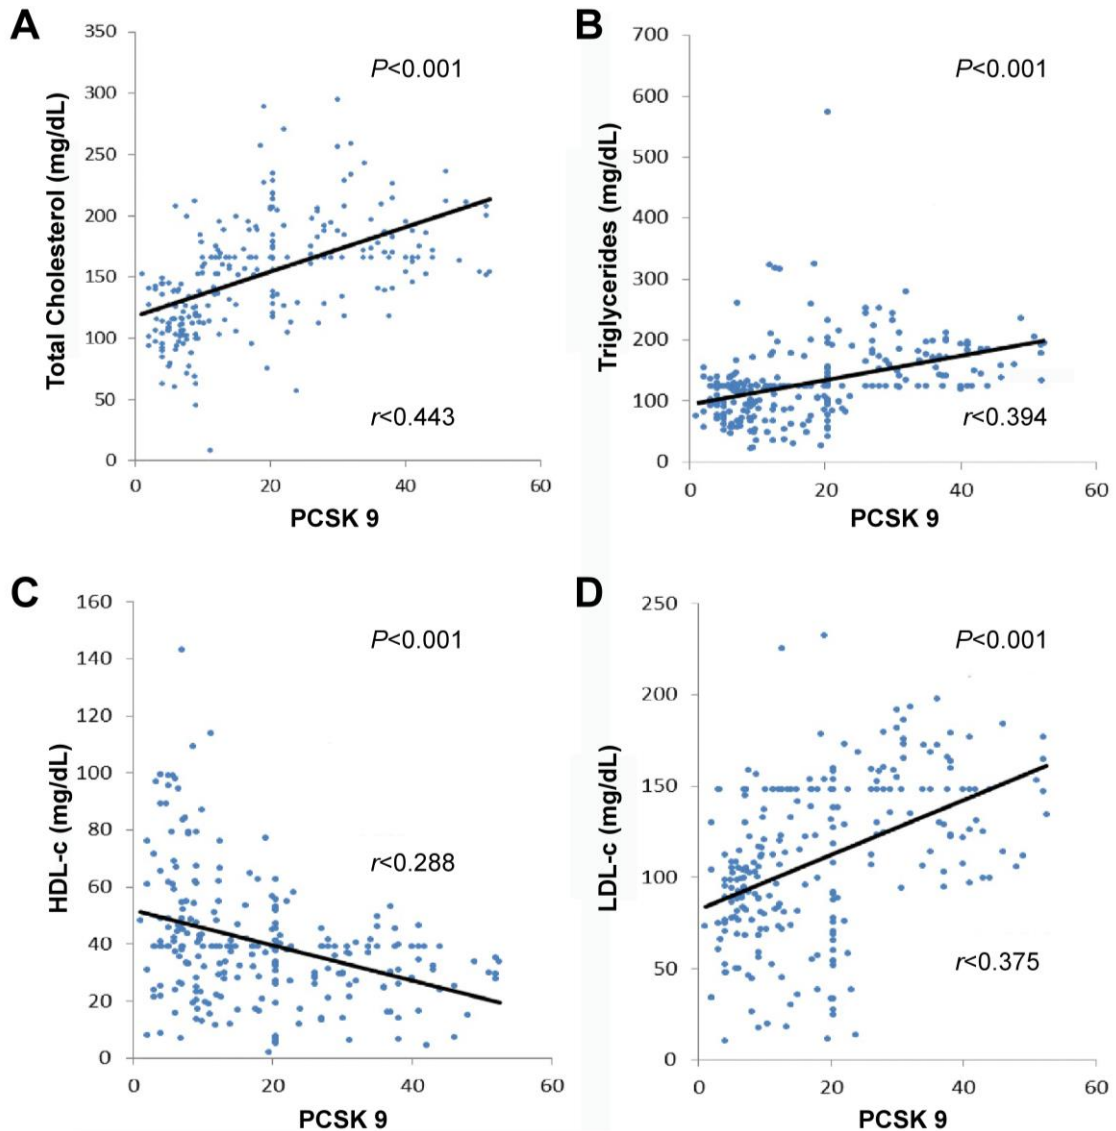 A
350
300
250
200
150
100
50
0
0 20 40 60
Total Cholesterol (mg/dL)
PCSK 9
P<0.001
r<0.443
B
700
600
500
400
300
200
100
0
0 20 40 60
Triglycerides (mg/dL)
PCSK 9
P<0.001
r<0.394
C
160
140
120
100
80
60
40
20
0
0 20 40 60
HDL-c (mg/dL)
PCSK 9
P<0.001
r<0.288
D
250
200
150
100
50
0
0 20 40 60
LDL-c (mg/dL)
PCSK 9
P<0.001
r<0.375